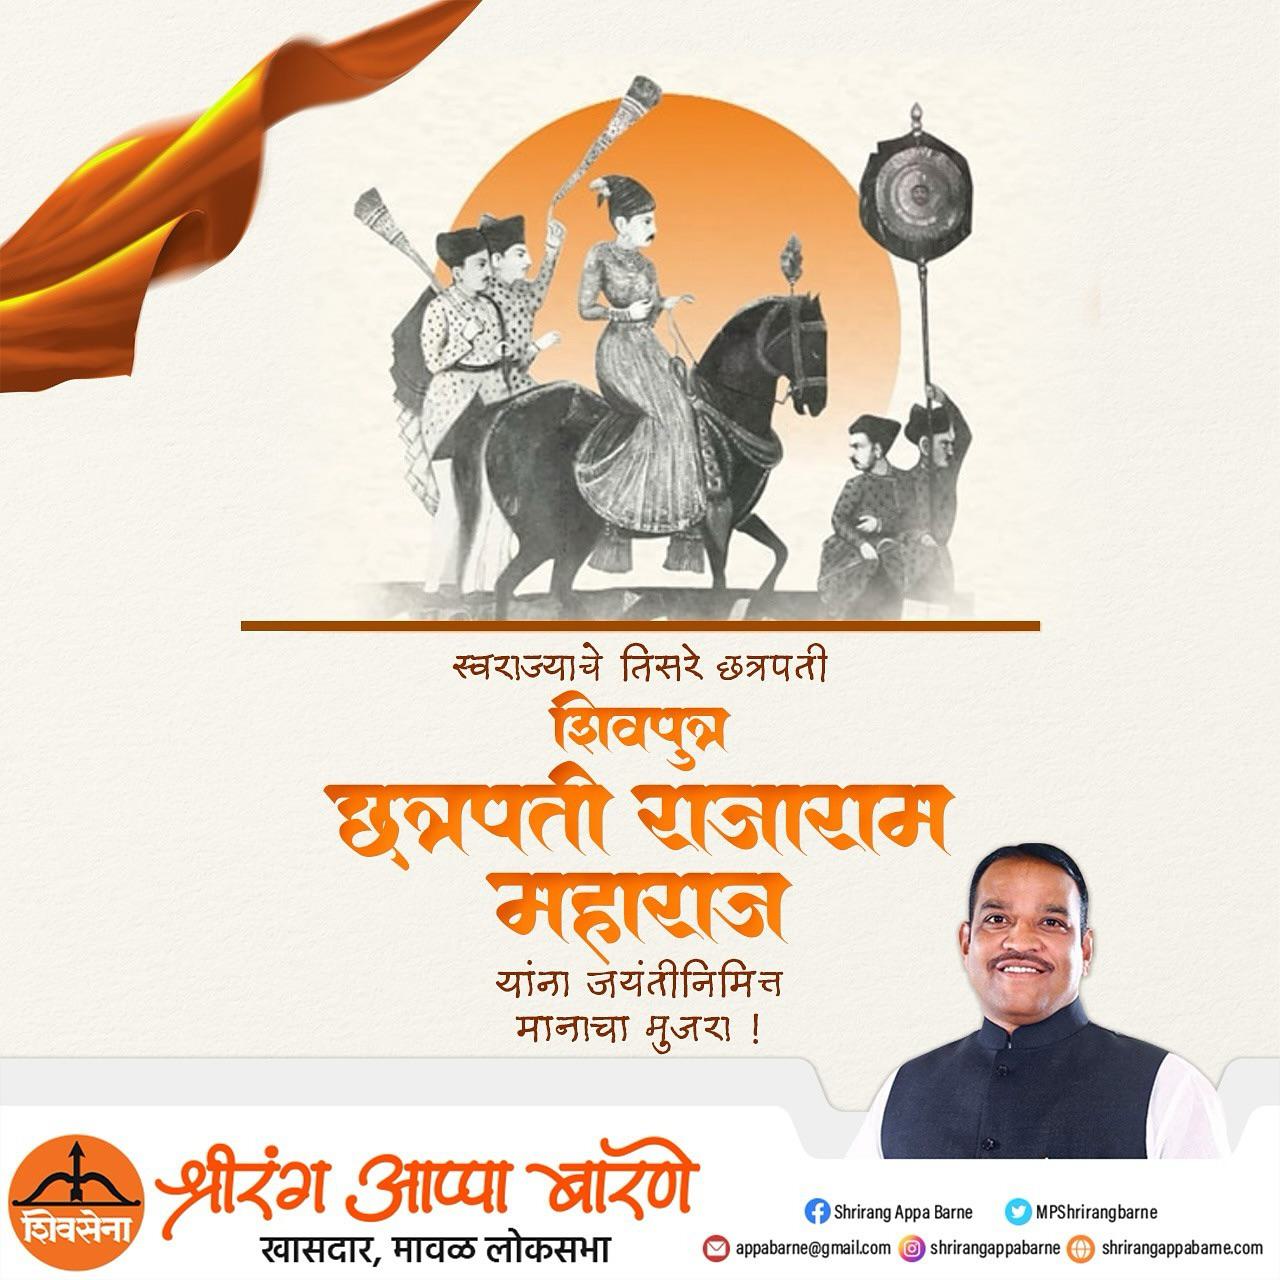 स्वराज्याचे तिसरे छत्रपती
शिवपुत्र
छत्रपती राजाराम
महाराज
यांना जयंतीनिमित्त
मानाचा मुजरा !
शिवसेना
श्रीरंग आप्पा बारणे
खासदार, मावळ लोकसभा
Shrirang Appa Barne MPShrirangbarne
appabarne@gmail.com shrirangappabarne shrirangappabarne.com